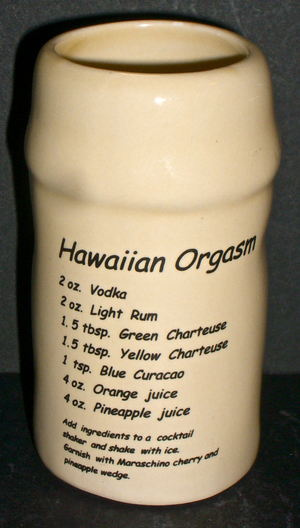 Hawaiian Orgasm
2 oz. Vodka
2 oz. Light Rum
1.5 tbsp. Green Charteuse
1.5 tbsp. Yellow Charteuse
1 tsp. Blue Curacao
4 oz. Orange juice
4 oz. Pineapple juice
Add ingredients to a cocktail
shaker and shake with ice.
Garnish with Maraschino cherry and
pineapple wedge.